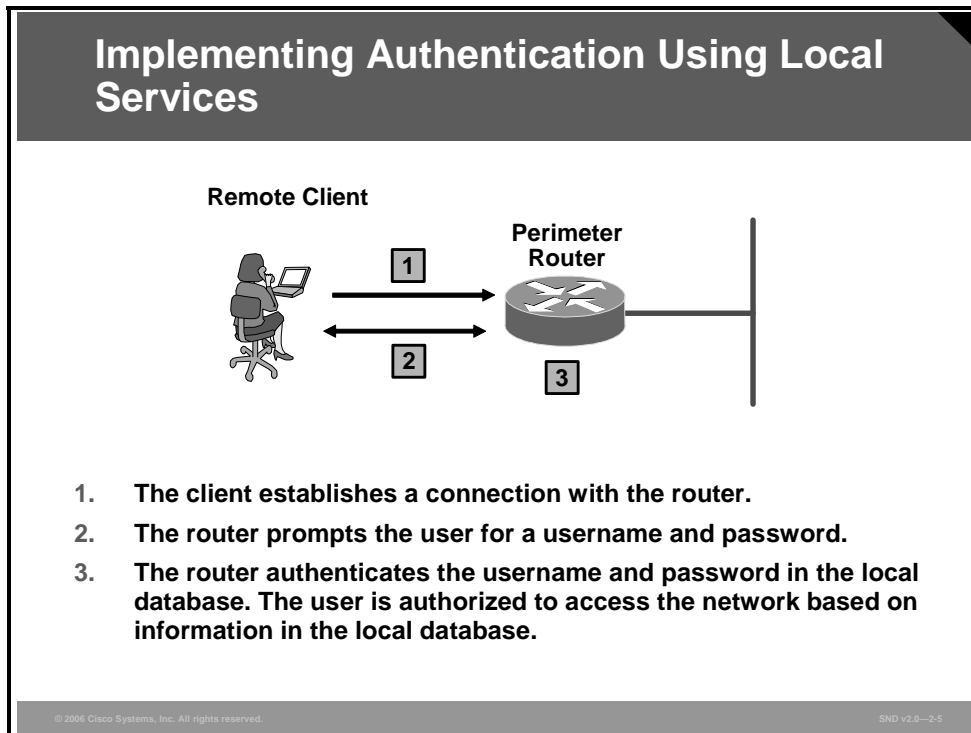 Implementing Authentication Using Local
Services
Remote Client
Perimeter
Router
1
2
3
1. The client establishes a connection with the router.
2. The router prompts the user for a username and password.
3. The router authenticates the username and password in the local
database. The user is authorized to access the network based on
information in the local database.
© 2006 Cisco Systems, Inc. All rights reserved.
SND v2.0—2-5